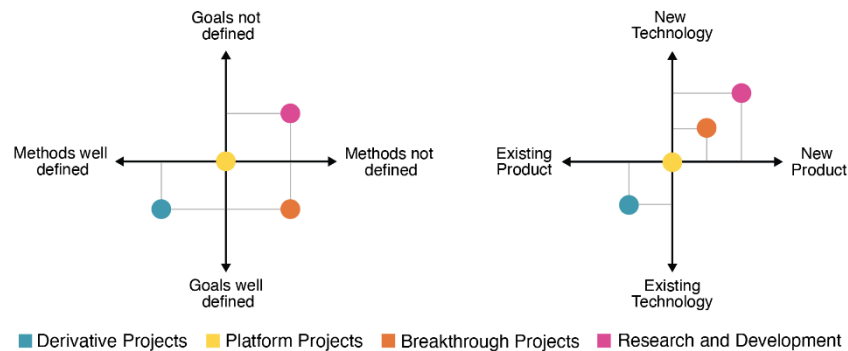 Goals not
defined
Methods well
defined
Methods not
defined
Goals well
defined
New
Technology
Existing
Product
New
Product
Existing
Technology
Derivative Projects
Platform Projects
Breakthrough Projects
Research and Development